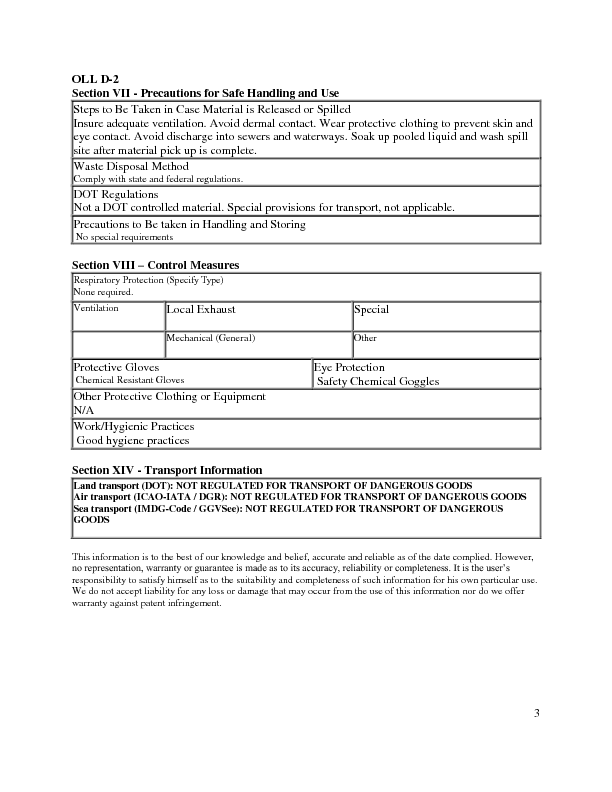 OLL D-2
Section VII - Precautions for Safe Handling and Use
Steps to Be Taken in Case Material is Released or Spilled
Insure adequate ventilation. Avoid dermal contact. Wear protective clothing to prevent skin and
eye contact. Avoid discharge into sewers and waterways. Soak up pooled liquid and wash spill
site after material pick up is complete.
Waste Disposal Method
Comply with state and federal regulations.
DOT Regulations
Not a DOT controlled material. Special provisions for transport, not applicable.
Precautions to Be taken in Handling and Storing
No special requirements
Section VIII – Control Measures
Respiratory Protection (Specify Type)
None required.
Ventilation
Local Exhaust
Special
Mechanical (General)
Other
Protective Gloves
Chemical Resistant Gloves
Eye Protection
Safety Chemical Goggles
Other Protective Clothing or Equipment
N/A
Work/Hygienic Practices
Good hygiene practices
Section XIV - Transport Information
Land transport (DOT): NOT REGULATED FOR TRANSPORT OF DANGEROUS GOODS
Air transport (ICAO-IATA / DGR): NOT REGULATED FOR TRANSPORT OF DANGEROUS GOODS
Sea transport (IMDG-Code / GGVSee): NOT REGULATED FOR TRANSPORT OF DANGEROUS
GOODS
This information is to the best of our knowledge and belief, accurate and reliable as of the date complied. However,
no representation, warranty or guarantee is made as to its accuracy, reliability or completeness. It is the user's
responsibility to satisfy himself as to the suitability and completeness of such information for his own particular use.
We do not accept liability for any loss or damage that may occur from the use of this information nor do we offer
warranty against patent infringement.
3